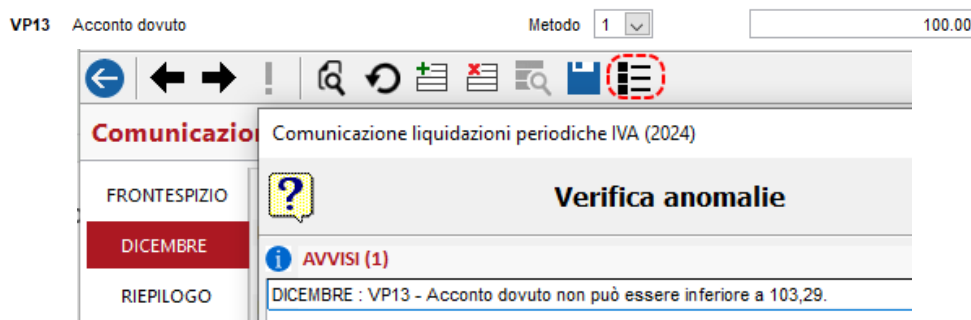 VP13 Acconto dovuto Metodo 1 100.00
Comunicazione liquidazioni periodiche IVA (2024)
Comunicazio
Verifica anomalie
FRONTESPIZIO
DICEMBRE
RIEPILOGO
AVVISI (1)
DICEMBRE : VP13 - Acconto dovuto non può essere inferiore a 103,29.